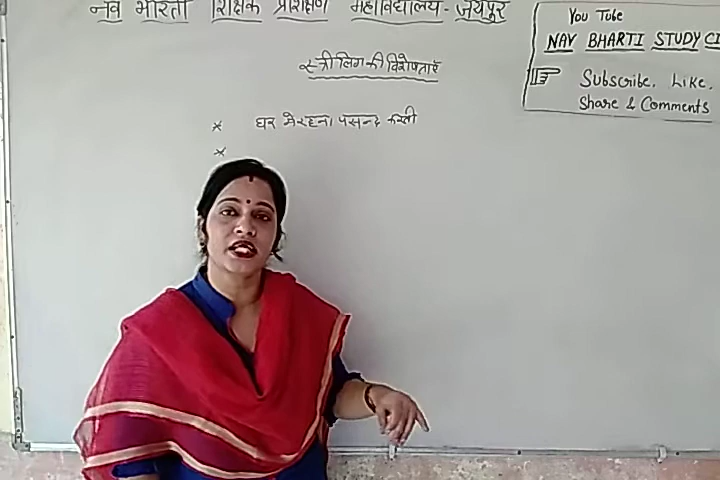 नव भारती शिक्षक प्रशिक्षण महाविद्यालय - जयपुर
You Tube
NAV BHARTI STUDY
Subscribe. Like.
Share & Comments
स्त्री लिंग की विशेषताएँ
* घर मे रहना पसन्द करती
*